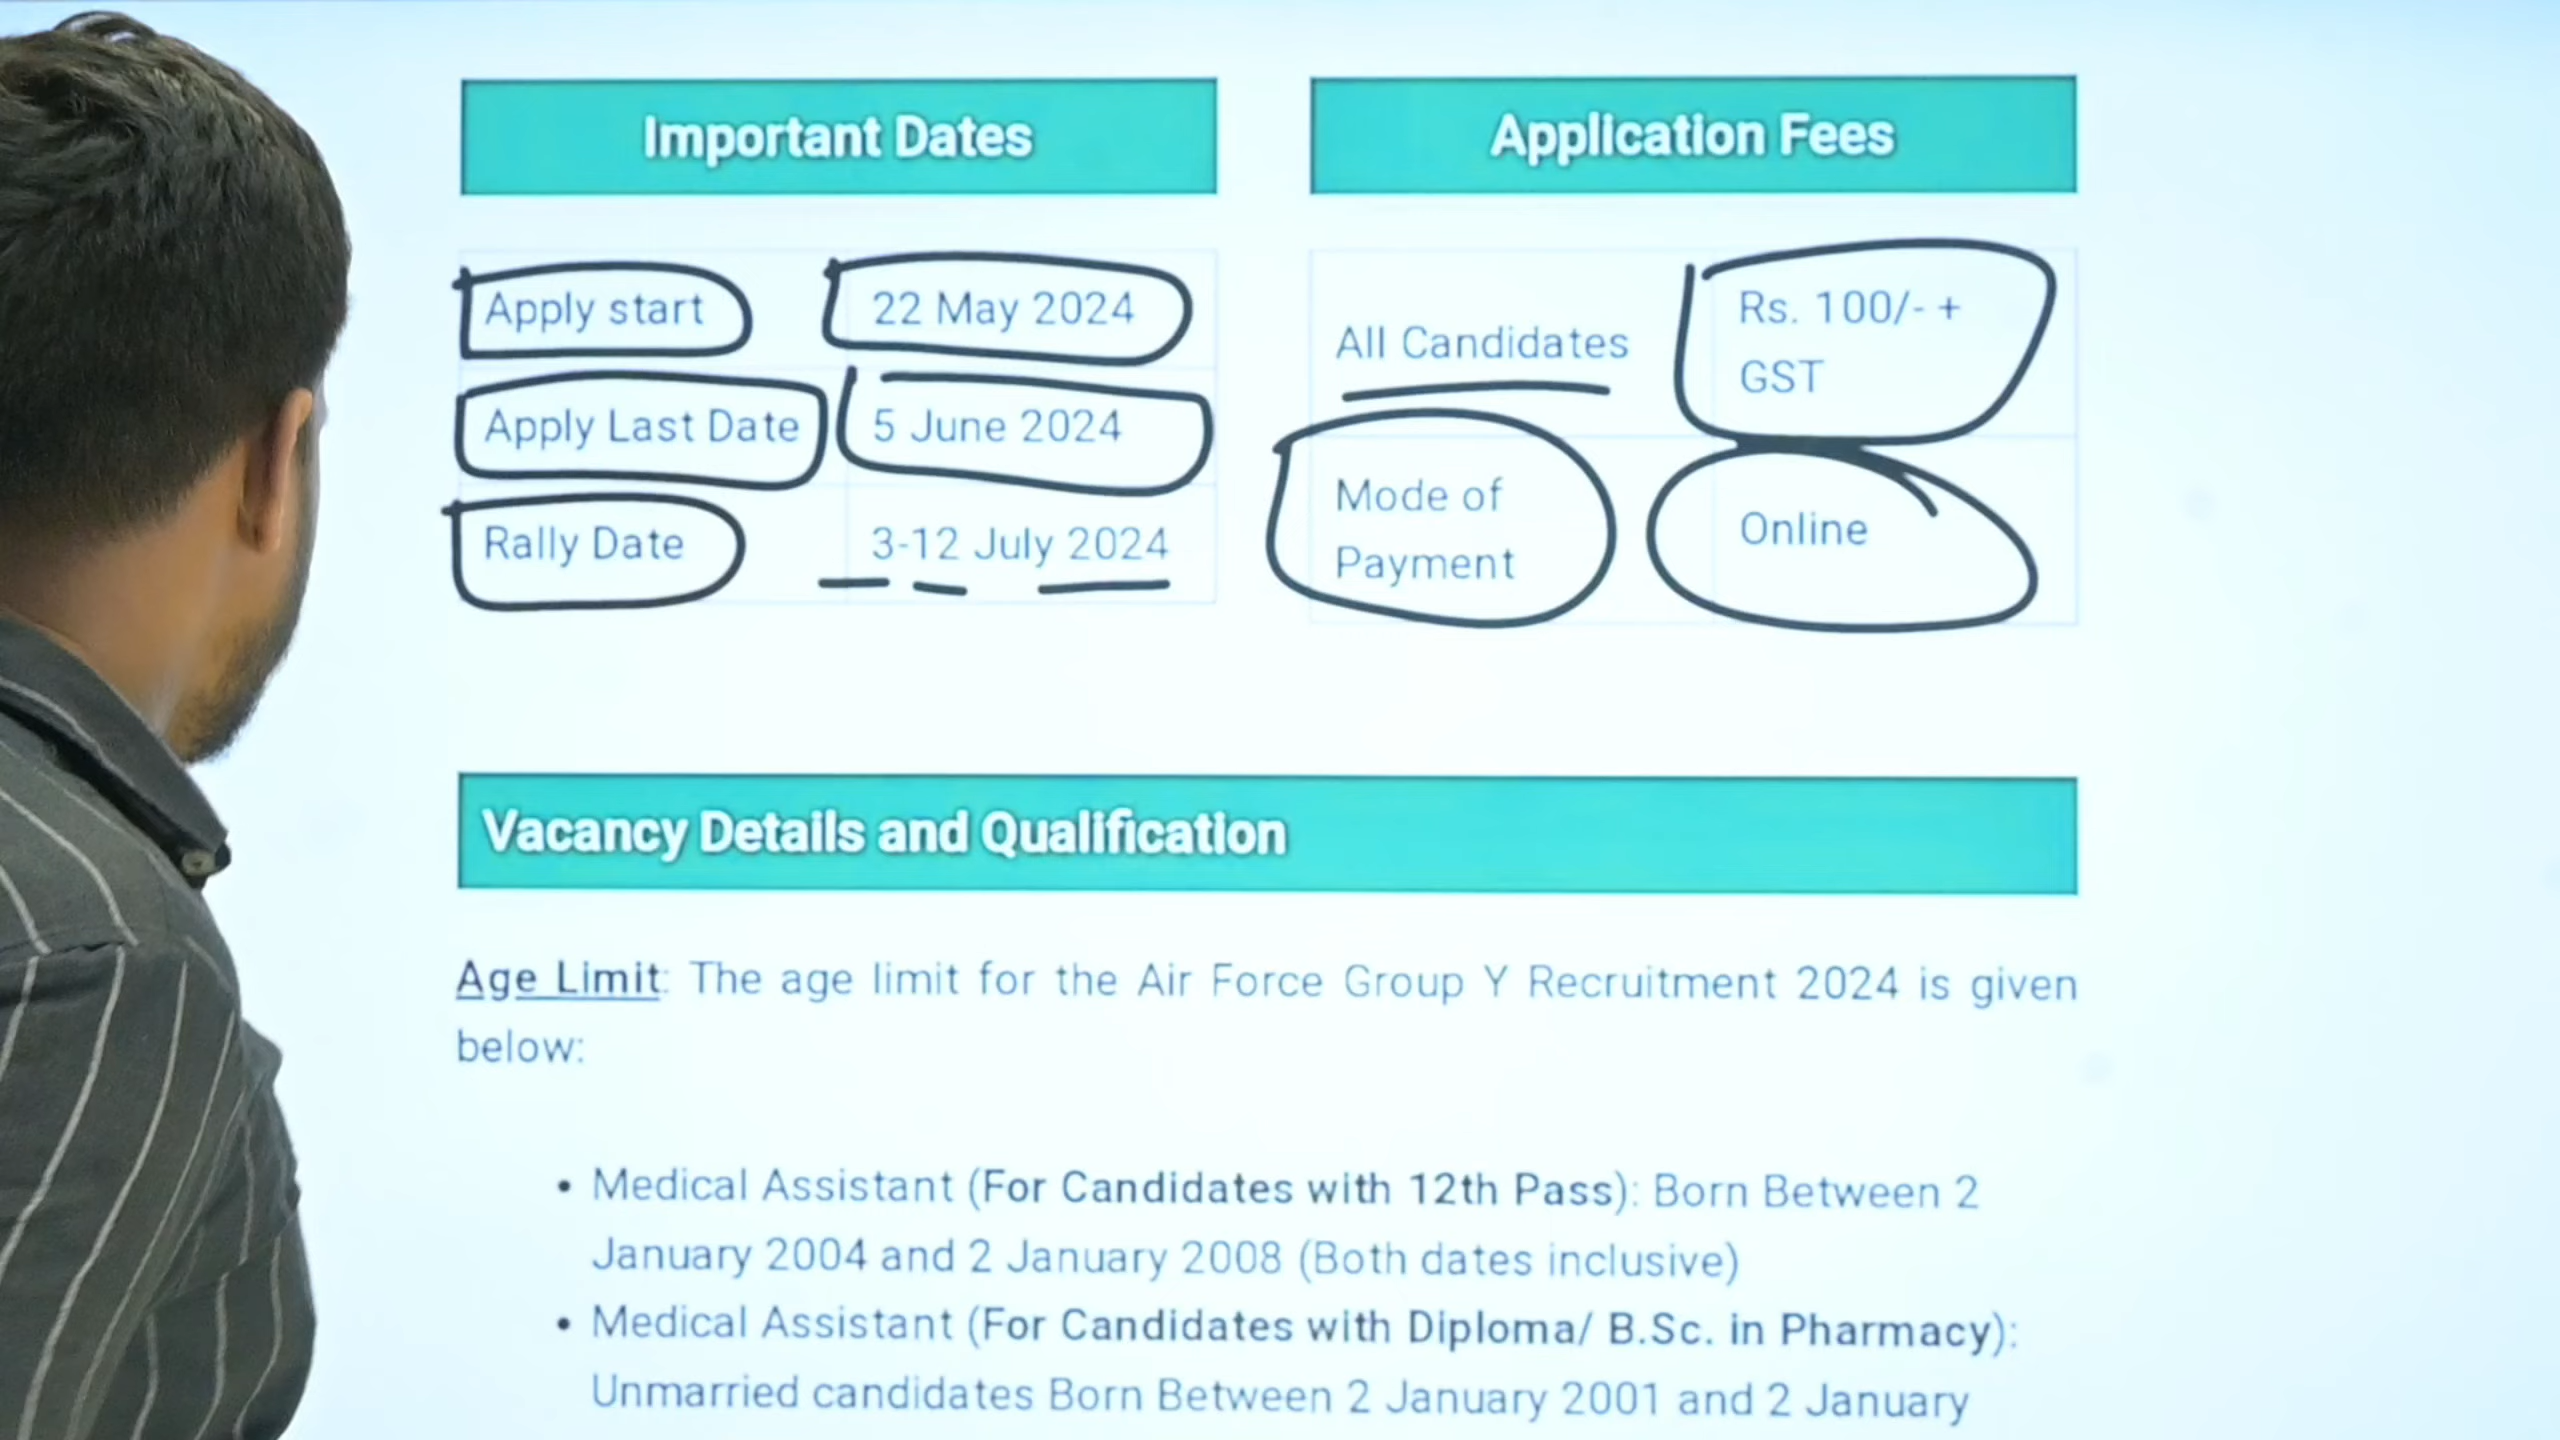 Important Dates
Apply start 22 May 2024
Apply Last Date 5 June 2024
Rally Date 3-12 July 2024
Application Fees
All Candidates Rs. 100/- +
GST
Mode of
Payment
Online
Vacancy Details and Qualification
Age Limit: The age limit for the Air Force Group Y Recruitment 2024 is given
below:
• Medical Assistant (For Candidates with 12th Pass): Born Between 2
January 2004 and 2 January 2008 (Both dates inclusive)
• Medical Assistant (For Candidates with Diploma/ B.Sc. in Pharmacy):
Unmarried candidates Born Between 2 January 2001 and 2 January